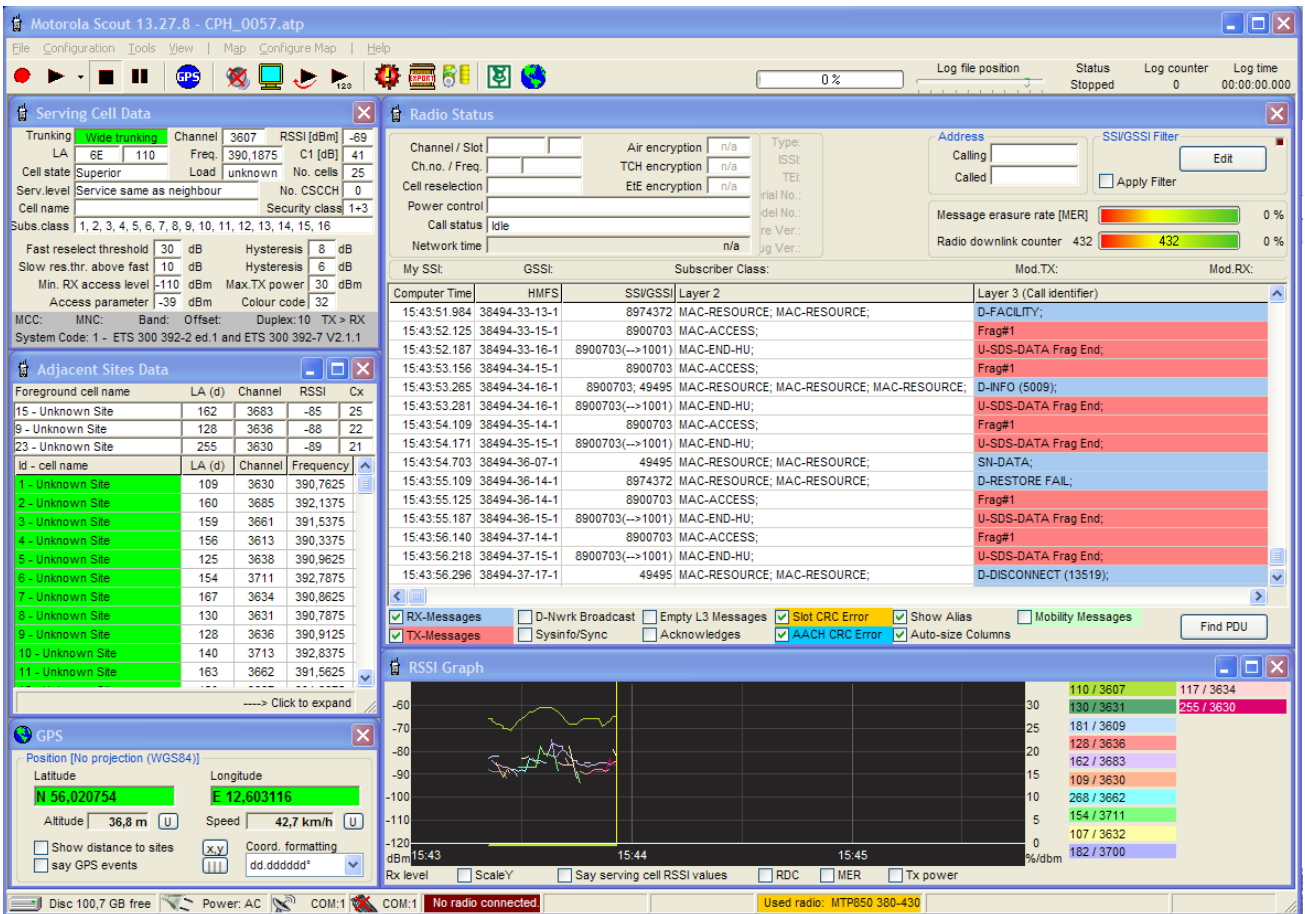 Motorola Scout 13.27.8 - CPH_0057.atp
File Configuration Tools View | Map Configure Map | Help
GPS 123 EXPORT 0 % Log file position Status Stopped Log counter 0 Log time 00:00:00.000
Serving Cell Data
Trunking Wide trunking Channel 3607 RSSI [dBm] -69
LA 6E 110 Freq. 390,1875 C1 [dB] 41
Cell state Superior Load unknown No. cells 25
Serv.level Service same as neighbour No. CSCCH 0
Cell name Security class 1+3
Subs.class 1, 2, 3, 4, 5, 6, 7, 8, 9, 10, 11, 12, 13, 14, 15, 16
Fast reselect threshold 30 dB Hysteresis 8 dB
Slow res.thr. above fast 10 dB Hysteresis 6 dB
Min. RX access level -110 dBm Max.TX power 30 dBm
Access parameter -39 dBm Colour code 32
MCC: MNC: Band: Offset: Duplex: 10 TX > RX
System Code: 1 - ETS 300 392-2 ed.1 and ETS 300 392-7 V2.1.1
Adjacent Sites Data
Foreground cell name LA (d) Channel RSSI Cx
15 - Unknown Site 162 3683 -85 25
9 - Unknown Site 128 3636 -88 22
23 - Unknown Site 255 3630 -89 21
Id - cell name LA (d) Channel Frequency
1 - Unknown Site 109 3630 390,7625
2 - Unknown Site 160 3685 392,1375
3 - Unknown Site 159 3661 391,5375
4 - Unknown Site 156 3613 390,3375
5 - Unknown Site 125 3638 390,9625
6 - Unknown Site 154 3711 392,7875
7 - Unknown Site 167 3634 390,8625
8 - Unknown Site 130 3631 390,7875
9 - Unknown Site 128 3636 390,9125
10 - Unknown Site 140 3713 392,8375
11 - Unknown Site 163 3662 391,5625
----> Click to expand
GPS
Position [No projection (WGS84)]
Latitude Longitude
N 56,020754 E 12,603116
Altitude 36,8 m U Speed 42,7 km/h U
Show distance to sites x,y Coord. formatting
say GPS events dd.dddddd°
Radio Status
Channel / Slot Air encryption n/a Type:
Ch.no. / Freq. TCH encryption n/a ISSI:
Cell reselection EtE encryption n/a TEI:
rial No.:
Power control del No.:
Call status Idle re Ver.:
Network time n/a ug Ver.:
Address
Calling
Called
SSI/GSSI Filter
Edit
Apply Filter
Message erasure rate [MER] 0 %
Radio downlink counter 432 432 0 %
My SSI: GSSI: Subscriber Class: Mod.TX: Mod.RX:
Computer Time HMFS SSI/GSSI Layer 2 Layer 3 (Call identifier)
15:43:51.984 38494-33-13-1 8974372 MAC-RESOURCE; MAC-RESOURCE; D-FACILITY;
15:43:52.125 38494-33-15-1 8900703 MAC-ACCESS; Frag#1
15:43:52.187 38494-33-16-1 8900703(-->1001) MAC-END-HU; U-SDS-DATA Frag End;
15:43:53.156 38494-34-15-1 8900703 MAC-ACCESS; Frag#1
15:43:53.265 38494-34-16-1 8900703; 49495 MAC-RESOURCE; MAC-RESOURCE; MAC-RESOURCE; D-INFO (5009);
15:43:53.281 38494-34-16-1 8900703(-->1001) MAC-END-HU; U-SDS-DATA Frag End;
15:43:54.109 38494-35-14-1 8900703 MAC-ACCESS; Frag#1
15:43:54.171 38494-35-15-1 8900703(-->1001) MAC-END-HU; U-SDS-DATA Frag End;
15:43:54.703 38494-36-07-1 49495 MAC-RESOURCE; MAC-RESOURCE; SN-DATA;
15:43:55.109 38494-36-14-1 8974372 MAC-RESOURCE; MAC-RESOURCE; D-RESTORE FAIL;
15:43:55.125 38494-36-14-1 8900703 MAC-ACCESS; Frag#1
15:43:55.187 38494-36-15-1 8900703(-->1001) MAC-END-HU; U-SDS-DATA Frag End;
15:43:56.140 38494-37-14-1 8900703 MAC-ACCESS; Frag#1
15:43:56.218 38494-37-15-1 8900703(-->1001) MAC-END-HU; U-SDS-DATA Frag End;
15:43:56.296 38494-37-17-1 49495 MAC-RESOURCE; MAC-RESOURCE; D-DISCONNECT (13519);
RX-Messages D-Nwrk Broadcast Empty L3 Messages Slot CRC Error Show Alias Mobility Messages
TX-Messages Sysinfo/Sync Acknowledges AACH CRC Error Auto-size Columns Find PDU
RSSI Graph
-60 30 110 / 3607 117 / 3634
130 / 3631 255 / 3630
-70 25 181 / 3609
128 / 3636
-80 20 162 / 3683
-90 15 109 / 3630
-100 10 268 / 3662
-110 5 154 / 3711
107 / 3632
-120 0 182 / 3700
dBm 15:43 15:44 15:45 %/dbm
Rx level ScaleY Say serving cell RSSI values RDC MER Tx power
Disc 100,7 GB free Power: AC COM:1 COM:1 No radio connected. Used radio: MTP850 380-430